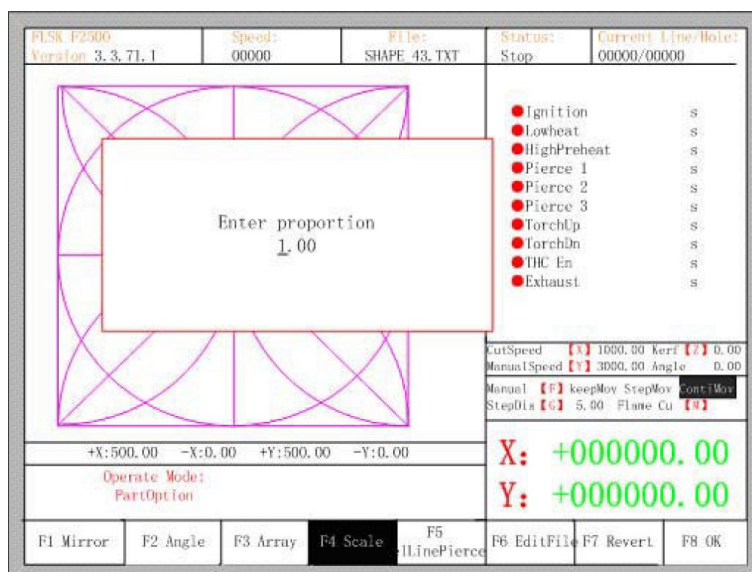 FLSK F2500
Version 3.3.71.1
Speed:
00000
File:
SHAPE_43.TXT
Status:
Stop
Current Line/Hole:
00000/00000
Ignition s
Lowheat s
HighPreheat s
Pierce 1 s
Pierce 2 s
Pierce 3 s
TorchUp s
TorchDn s
THC En s
Exhaust s
Enter proportion
1.00
CutSpeed 【X】 1000.00 Kerf 【Z】 0.00
ManualSpeed 【Y】 3000.00 Angle 0.00
Manual 【F】 keepMov StepMov ContiMov
StepDis 【G】 5.00 Flame Cu 【M】
+X:500.00 -X:0.00 +Y:500.00 -Y:0.00
Operate Mode:
PartOption
X: +000000.00
Y: +000000.00
F1 Mirror
F2 Angle
F3 Array
F4 Scale
F5
lLinePierce
F6 EditFile
F7 Revert
F8 OK